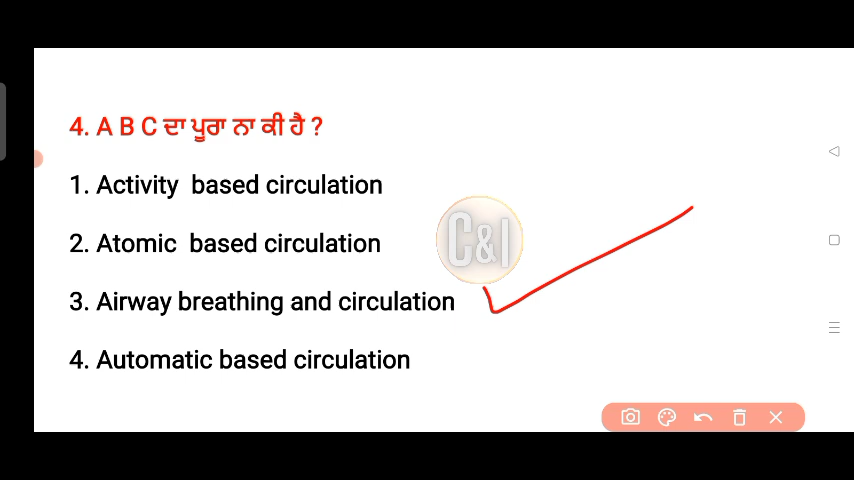 4. A B C ਦਾ ਪੂਰਾ ਨਾ ਕੀ ਹੈ ?
1. Activity based circulation
2. Atomic based circulation
C&I
3. Airway breathing and circulation
4. Automatic based circulation